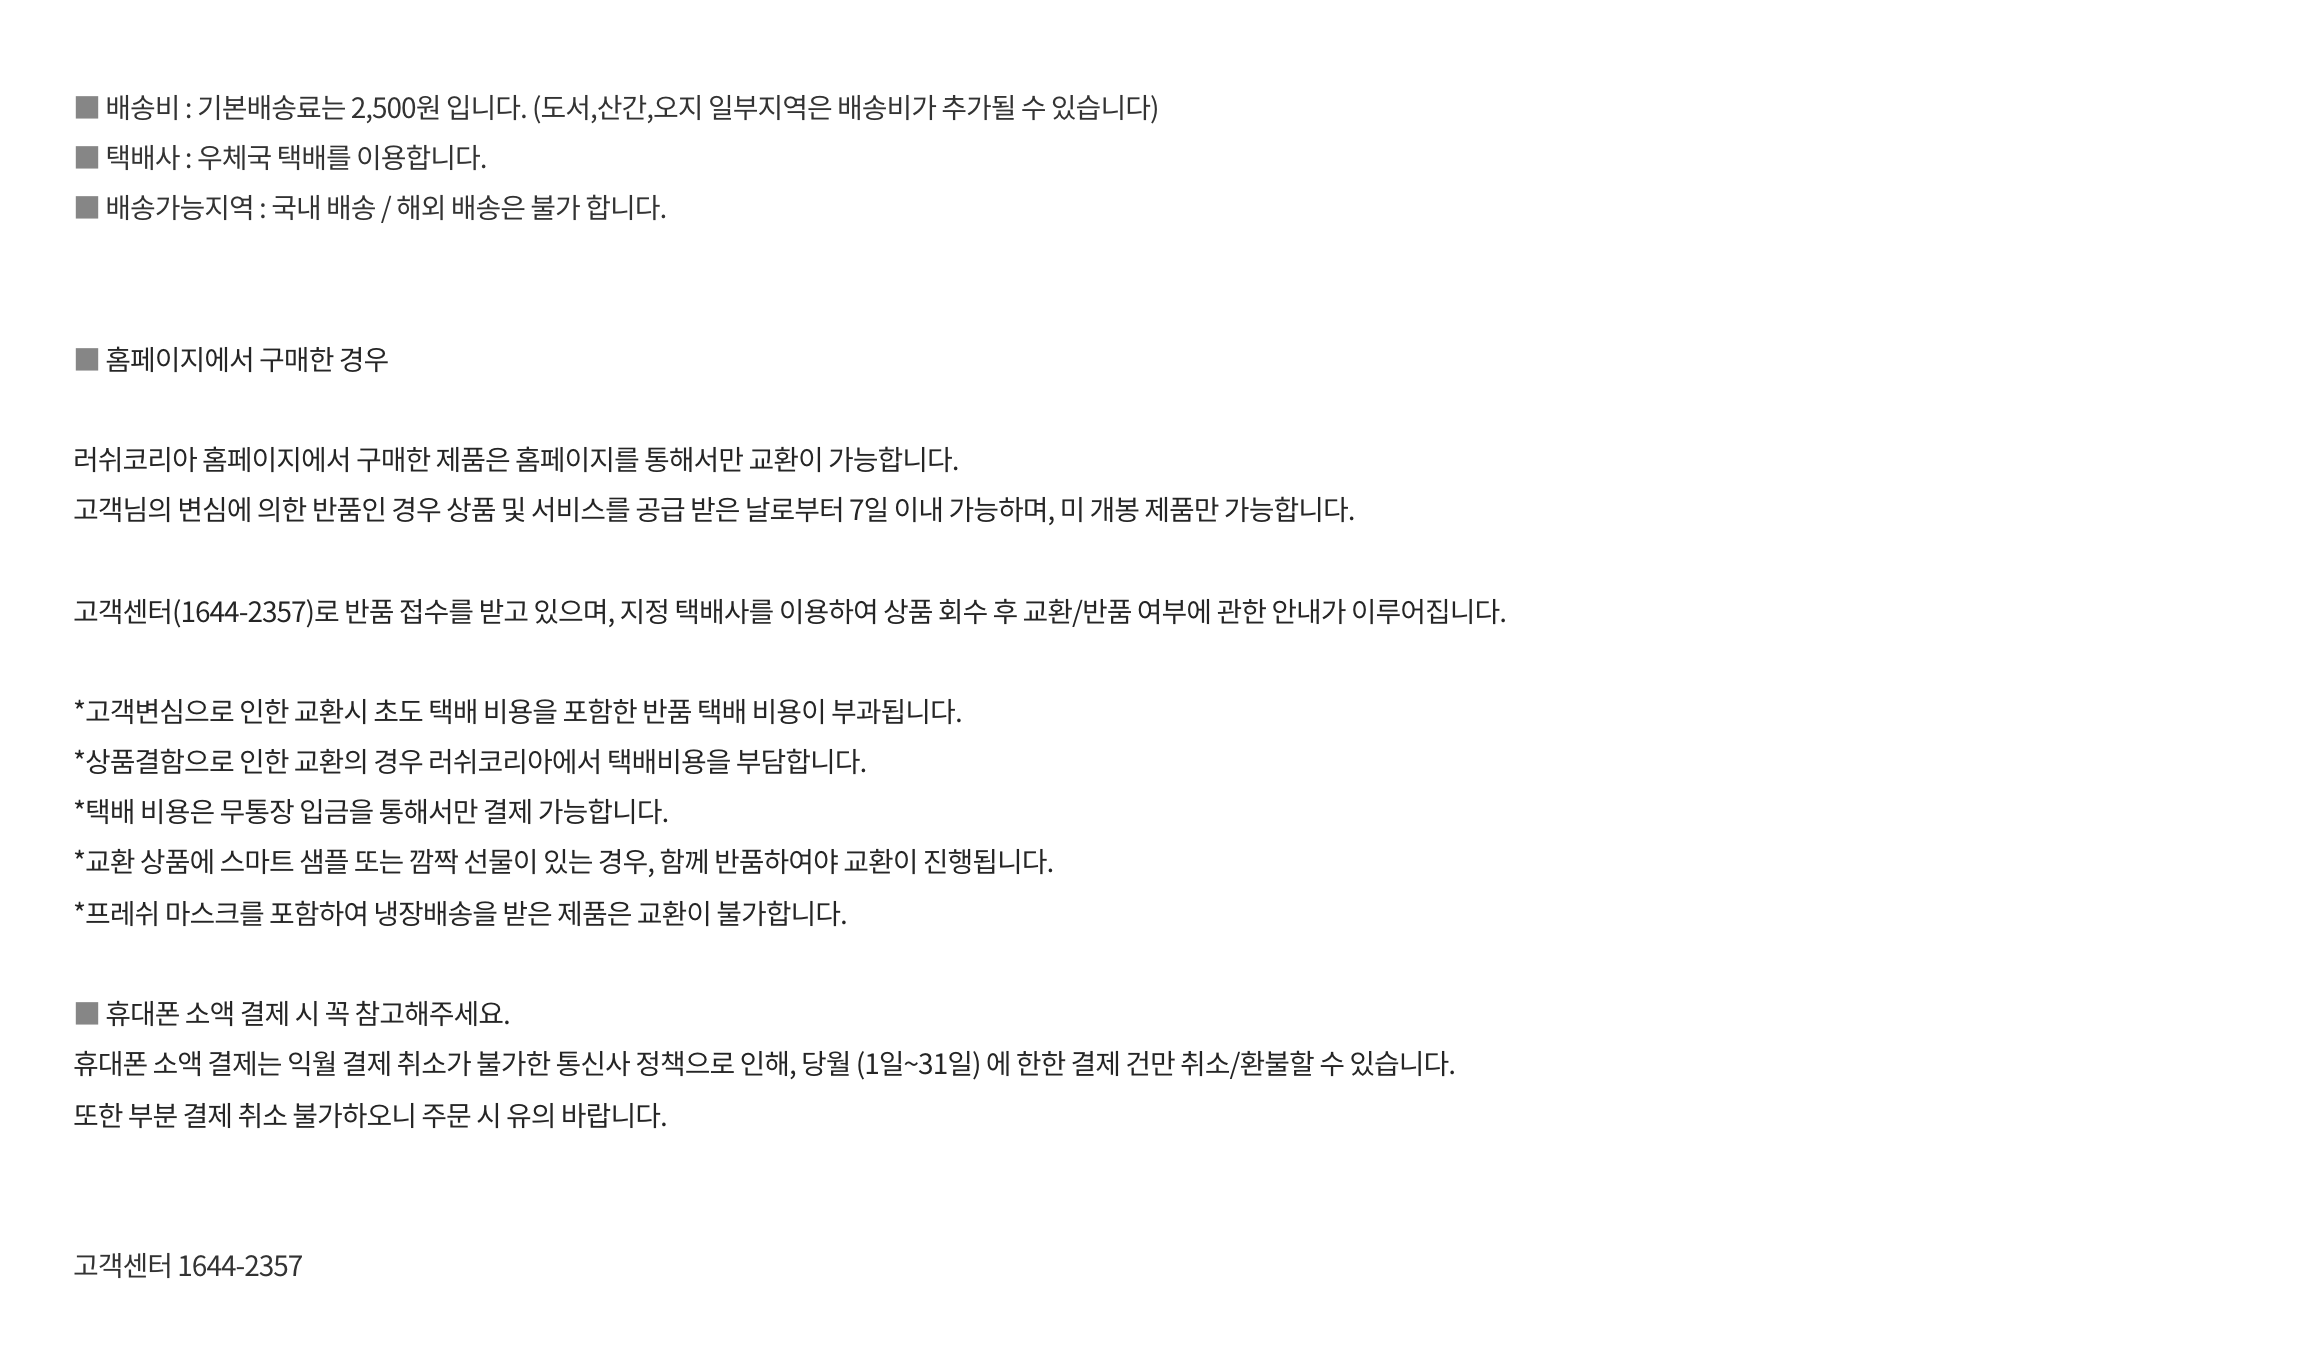 ■ 배송비 : 기본배송료는 2,500원 입니다. (도서,산간,오지 일부지역은 배송비가 추가될 수 있습니다)
■ 택배사 : 우체국 택배를 이용합니다.
■ 배송가능지역 : 국내 배송 / 해외 배송은 불가 합니다.
■ 홈페이지에서 구매한 경우
러쉬코리아 홈페이지에서 구매한 제품은 홈페이지를 통해서만 교환이 가능합니다.
고객님의 변심에 의한 반품인 경우 상품 및 서비스를 공급 받은 날로부터 7일 이내 가능하며, 미 개봉 제품만 가능합니다.
고객센터(1644-2357)로 반품 접수를 받고 있으며, 지정 택배사를 이용하여 상품 회수 후 교환/반품 여부에 관한 안내가 이루어집니다.
*고객변심으로 인한 교환시 초도 택배 비용을 포함한 반품 택배 비용이 부과됩니다.
*상품결함으로 인한 교환의 경우 러쉬코리아에서 택배비용을 부담합니다.
*택배 비용은 무통장 입금을 통해서만 결제 가능합니다.
*교환 상품에 스마트 샘플 또는 깜짝 선물이 있는 경우, 함께 반품하여야 교환이 진행됩니다.
*프레쉬 마스크를 포함하여 냉장배송을 받은 제품은 교환이 불가합니다.
■ 휴대폰 소액 결제 시 꼭 참고해주세요.
휴대폰 소액 결제는 익월 결제 취소가 불가한 통신사 정책으로 인해, 당월 (1일~31일) 에 한한 결제 건만 취소/환불할 수 있습니다.
또한 부분 결제 취소 불가하오니 주문 시 유의 바랍니다.
고객센터 1644-2357